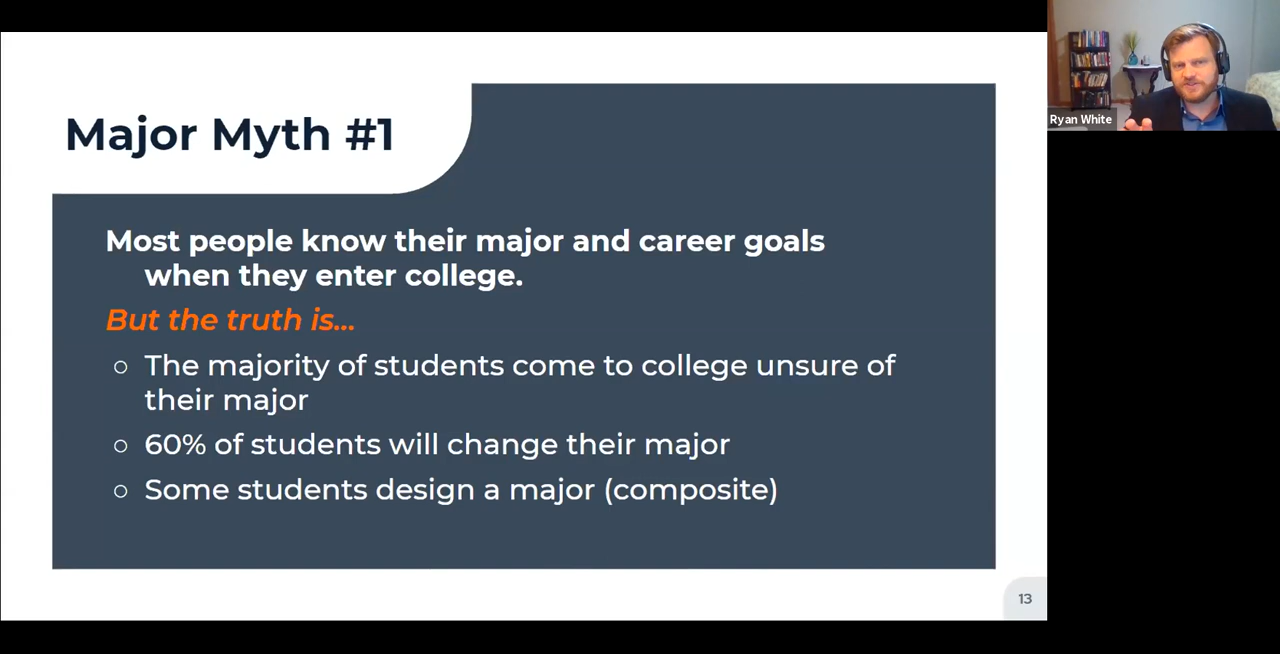 Major Myth #1
Most people know their major and career goals
when they enter college.
But the truth is...
○ The majority of students come to college unsure of
their major
○ 60% of students will change their major
○ Some students design a major (composite)
13
Ryan White